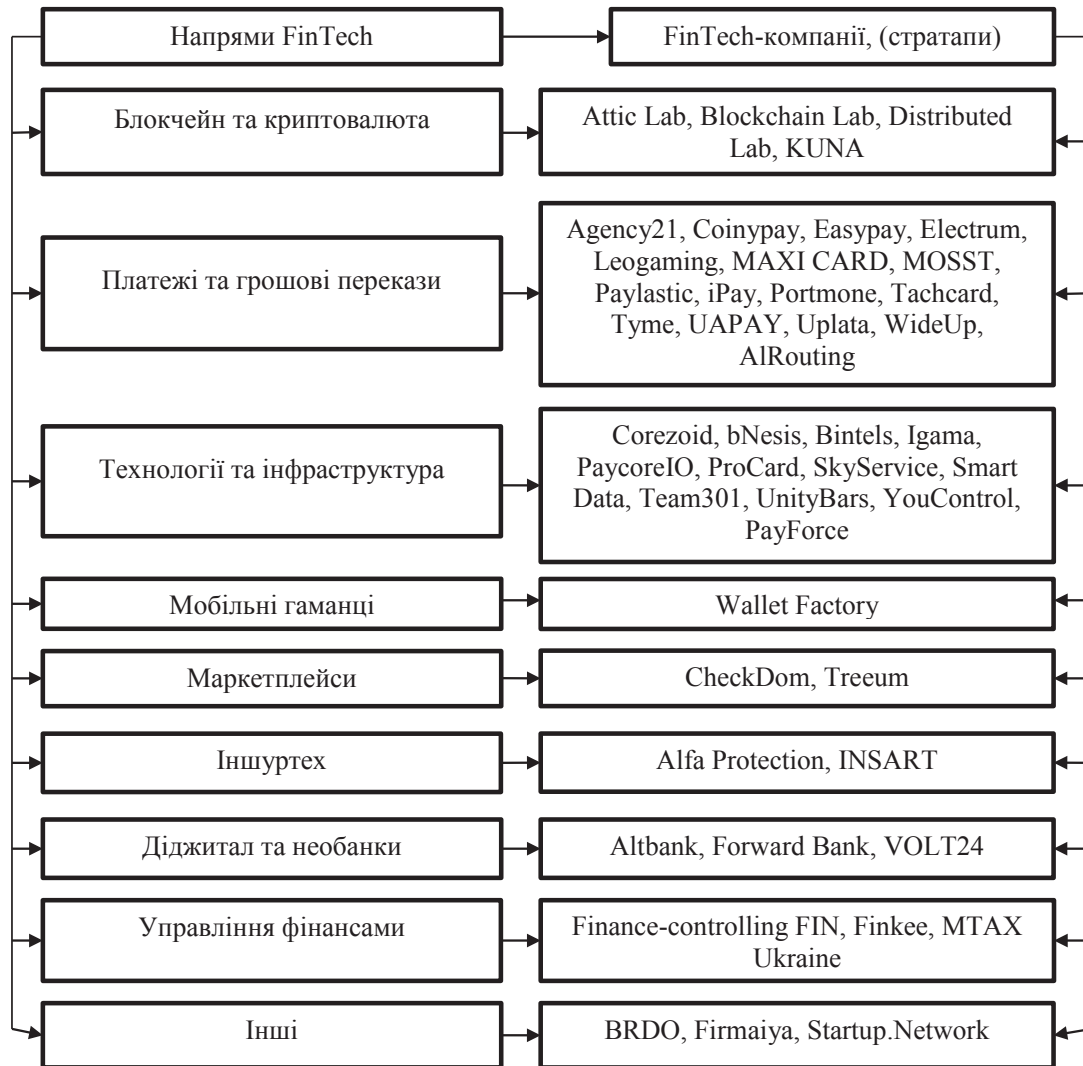 Напрями FinTech
FinTech-компанії, (стратапи)
Блокчейн та криптовалюта
Attic Lab, Blockchain Lab, Distributed
Lab, KUNA
Платежі та грошові перекази
Agency21, Coinypay, Easypay, Electrum,
Leogaming, MAXI CARD, MOSST,
Paylastic, iPay, Portmone, Tachcard,
Tyme, UAPAY, Uplata, WideUp,
AlRouting
Технології та інфраструктура
Corezoid, bNesis, Bintels, Igama,
PaycoreIO, ProCard, SkyService, Smart
Data, Team301, UnityBars, YouControl,
PayForce
Мобільні гаманці
Wallet Factory
Маркетплейси
CheckDom, Treeum
Іншуртех
Alfa Protection, INSART
Діджитал та необанки
Altbank, Forward Bank, VOLT24
Управління фінансами
Finance-controlling FIN, Finkee, MTAX
Ukraine
Інші
BRDO, Firmaiya, Startup.Network